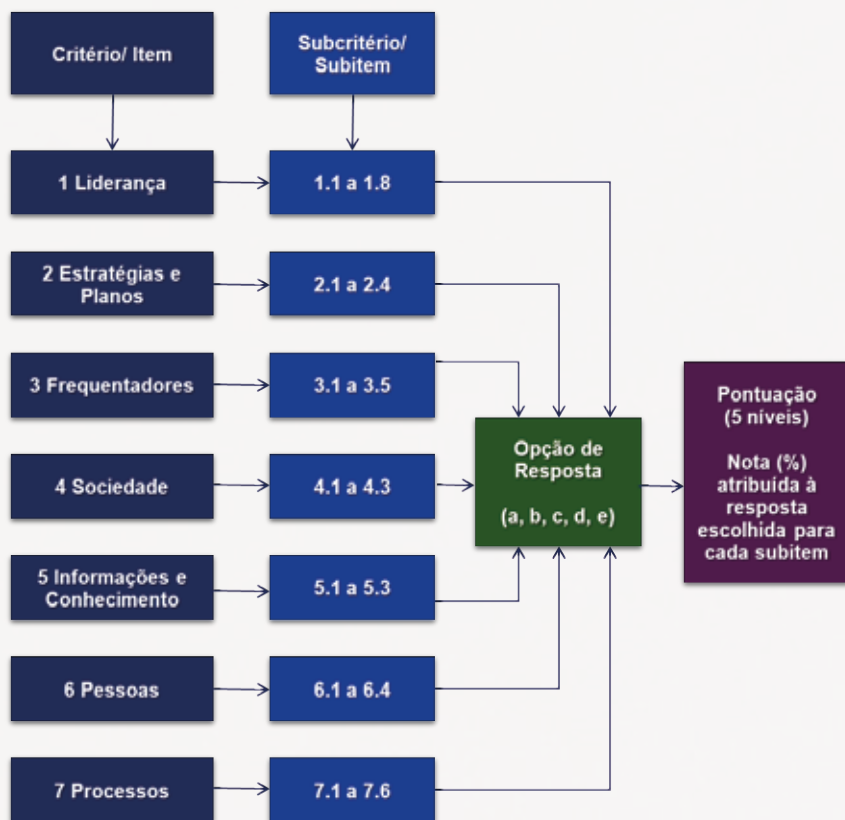 Critério/ Item
Subcritério/
Subitem
1 Liderança
1.1 a 1.8
2 Estratégias e
Planos
2.1 a 2.4
3 Frequentadores
3.1 a 3.5
4 Sociedade
4.1 a 4.3
5 Informações e
Conhecimento
5.1 a 5.3
6 Pessoas
6.1 a 6.4
7 Processos
7.1 a 7.6
Opção de
Resposta
(a, b, c, d, e)
Pontuação
(5 níveis)
Nota (%)
atribuída à
resposta
escolhida para
cada subitem